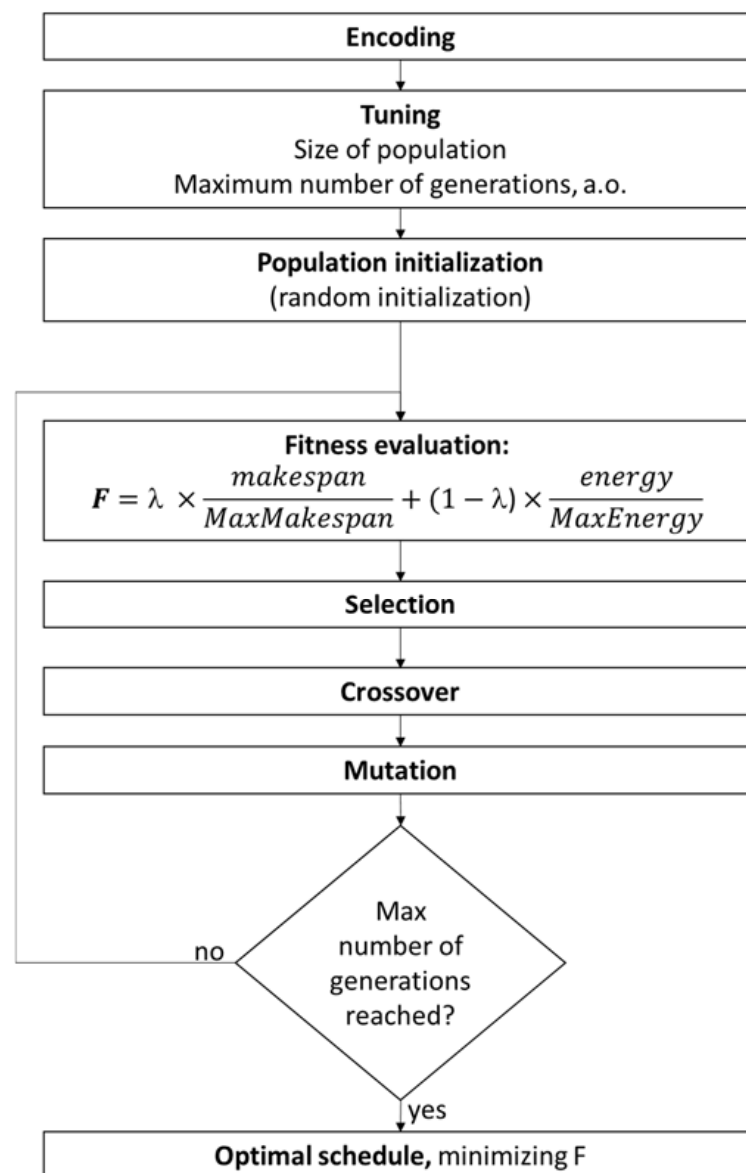 Encoding
Tuning
Size of population
Maximum number of generations, a.o.
Population initialization
(random initialization)
Fitness evaluation:
F = λ × makespan/MaxMakespan + (1 − λ) × energy/MaxEnergy
Selection
Crossover
Mutation
Max
number of
generations
reached?
no
yes
Optimal schedule, minimizing F